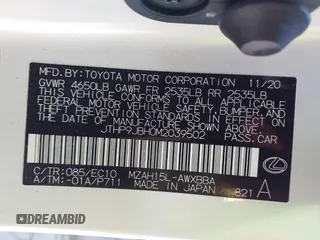 MFD.BY:TOYOTA MOTOR CORPORATION 11/20
GVWR 4650LB GAWR FR 2535LB RR 2535LB
THIS VEHICLE CONFORMS TO ALL APPLICABLE
FEDERAL MOTOR VEHICLE SAFETY, BUMPER, AND
THEFT PREVENTION STANDARDS IN EFFECT ON
THE DATE OF MANUFACTURE SHOWN ABOVE.
JTHP9JBH0M2039502 PASS.CAR
C/TR:085/EC10 MZAH15L-AWXBBA
A/TM:-01A/P711 MADE IN JAPAN 821 A
DREAMBID